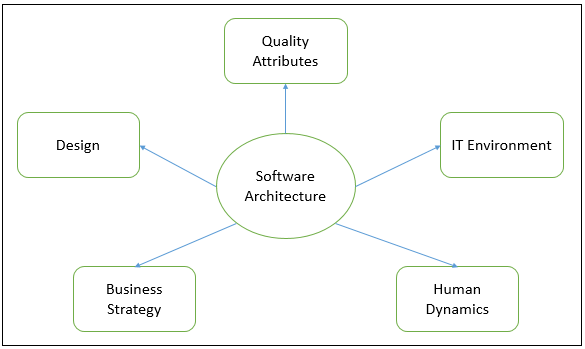 Quality
Attributes
Design
IT Environment
Software
Architecture
Business
Strategy
Human
Dynamics